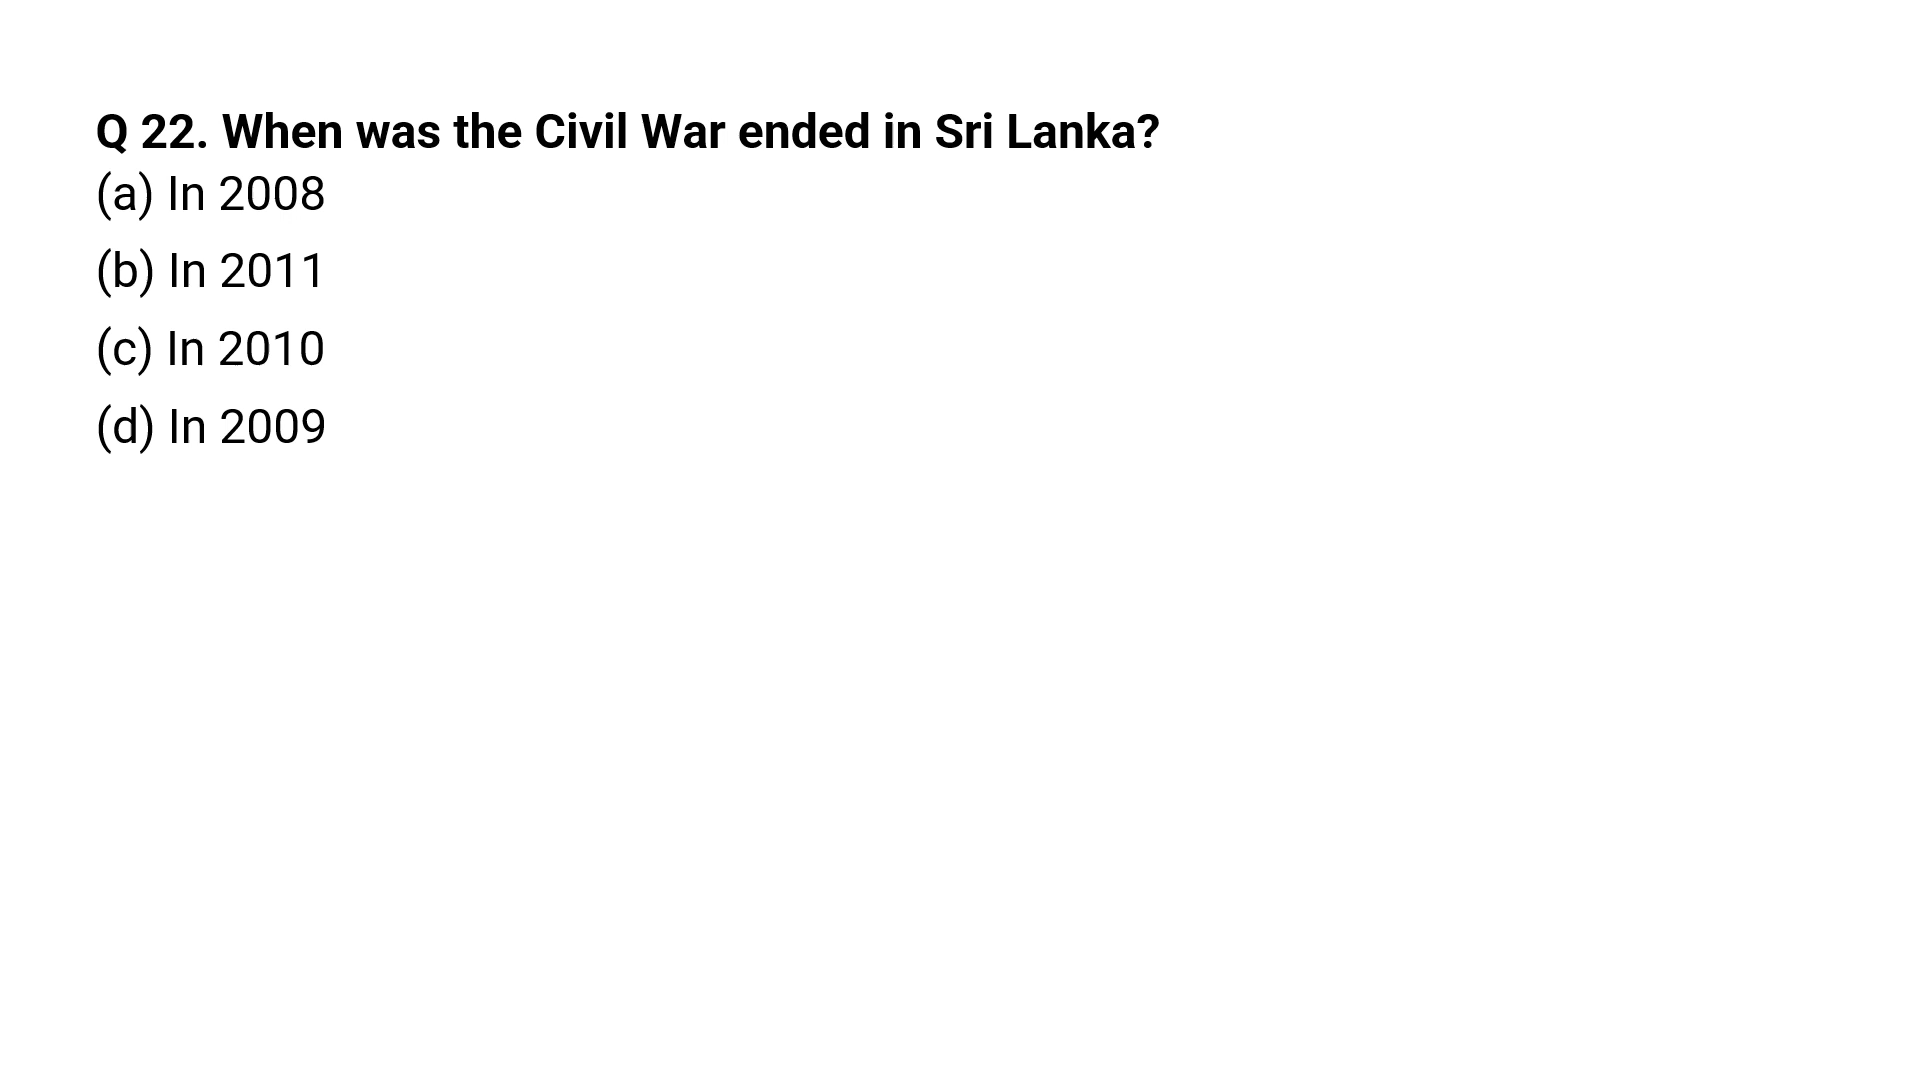 Q 22. When was the Civil War ended in Sri Lanka?
(a) In 2008
(b) In 2011
(c) In 2010
(d) In 2009